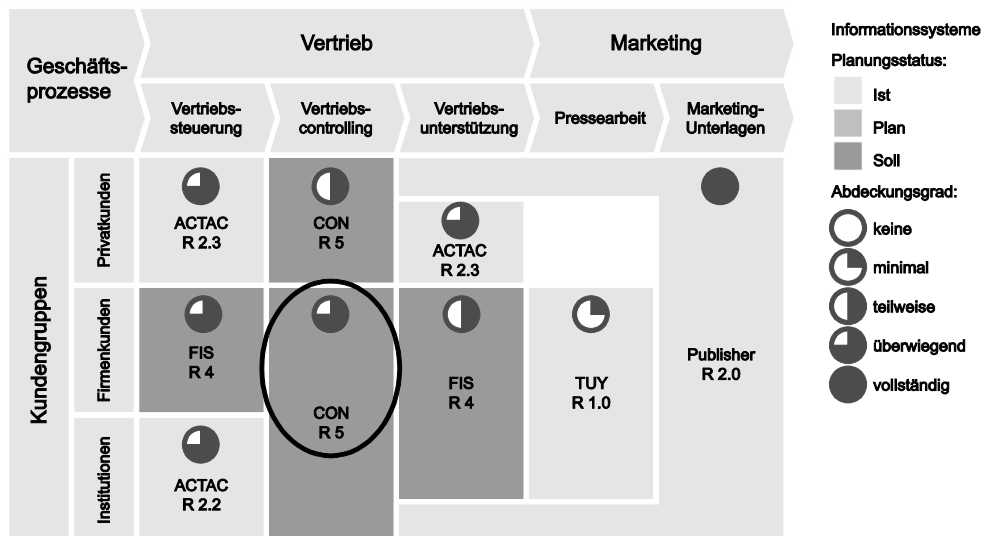 Geschäfts-
prozesse
Vertrieb
Marketing
Vertriebs-
steuerung
Vertriebs-
controlling
Vertriebs-
unterstützung
Pressearbeit
Marketing-
Unterlagen
Kundengruppen
Privatkunden
ACTAC
R 2.3
CON
R 5
ACTAC
R 2.3
Firmenkunden
FIS
R 4
CON
R 5
FIS
R 4
TUY
R 1.0
Publisher
R 2.0
Institutionen
ACTAC
R 2.2
Informationssysteme
Planungsstatus:
Ist
Plan
Soll
Abdeckungsgrad:
keine
minimal
teilweise
überwiegend
vollständig